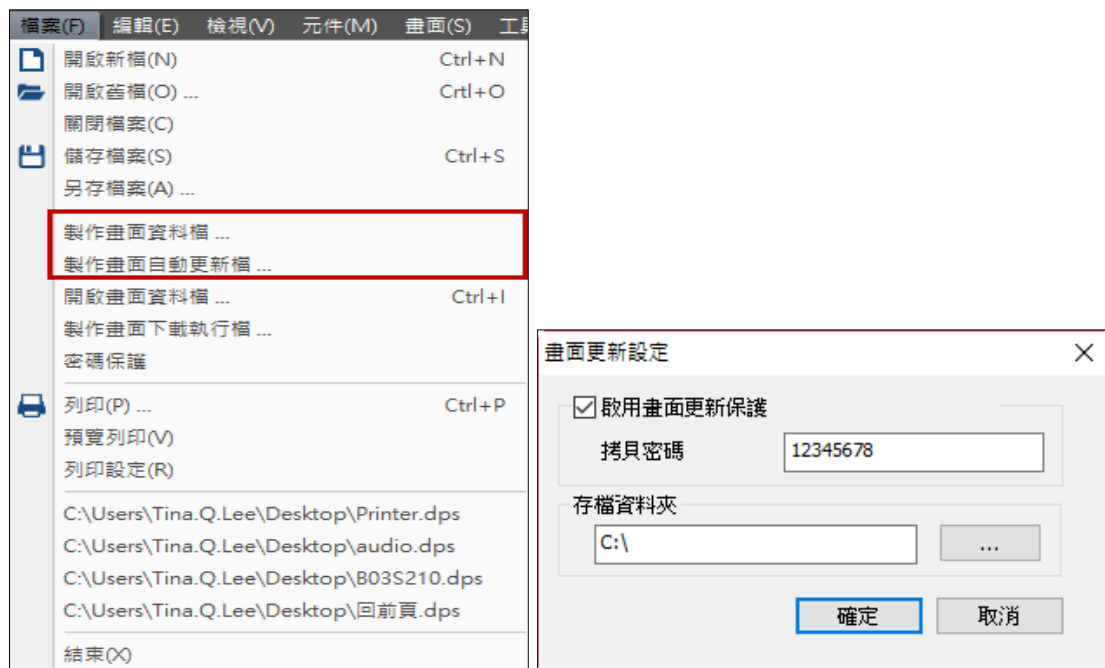 檔案(F) 編輯(E) 檢視(V) 元件(M) 畫面(S)
開啟新檔(N) Ctrl+N
開啟舊檔(O) ... Crtl+O
關閉檔案(C)
儲存檔案(S) Ctrl+S
另存檔案(A) ...
製作畫面資料檔 ...
製作畫面自動更新檔 ...
開啟畫面資料檔 ... Ctrl+I
製作畫面下載執行檔 ...
密碼保護
列印(P) ... Ctrl+P
預覽列印(V)
列印設定(R)
C:\Users\Tina.Q.Lee\Desktop\Printer.dps
C:\Users\Tina.Q.Lee\Desktop\audio.dps
C:\Users\Tina.Q.Lee\Desktop\B03S210.dps
C:\Users\Tina.Q.Lee\Desktop\回前頁.dps
結束(X)
畫面更新設定
啟用畫面更新保護
拷貝密碼 12345678
存檔資料夾
C:\ ...
確定 取消